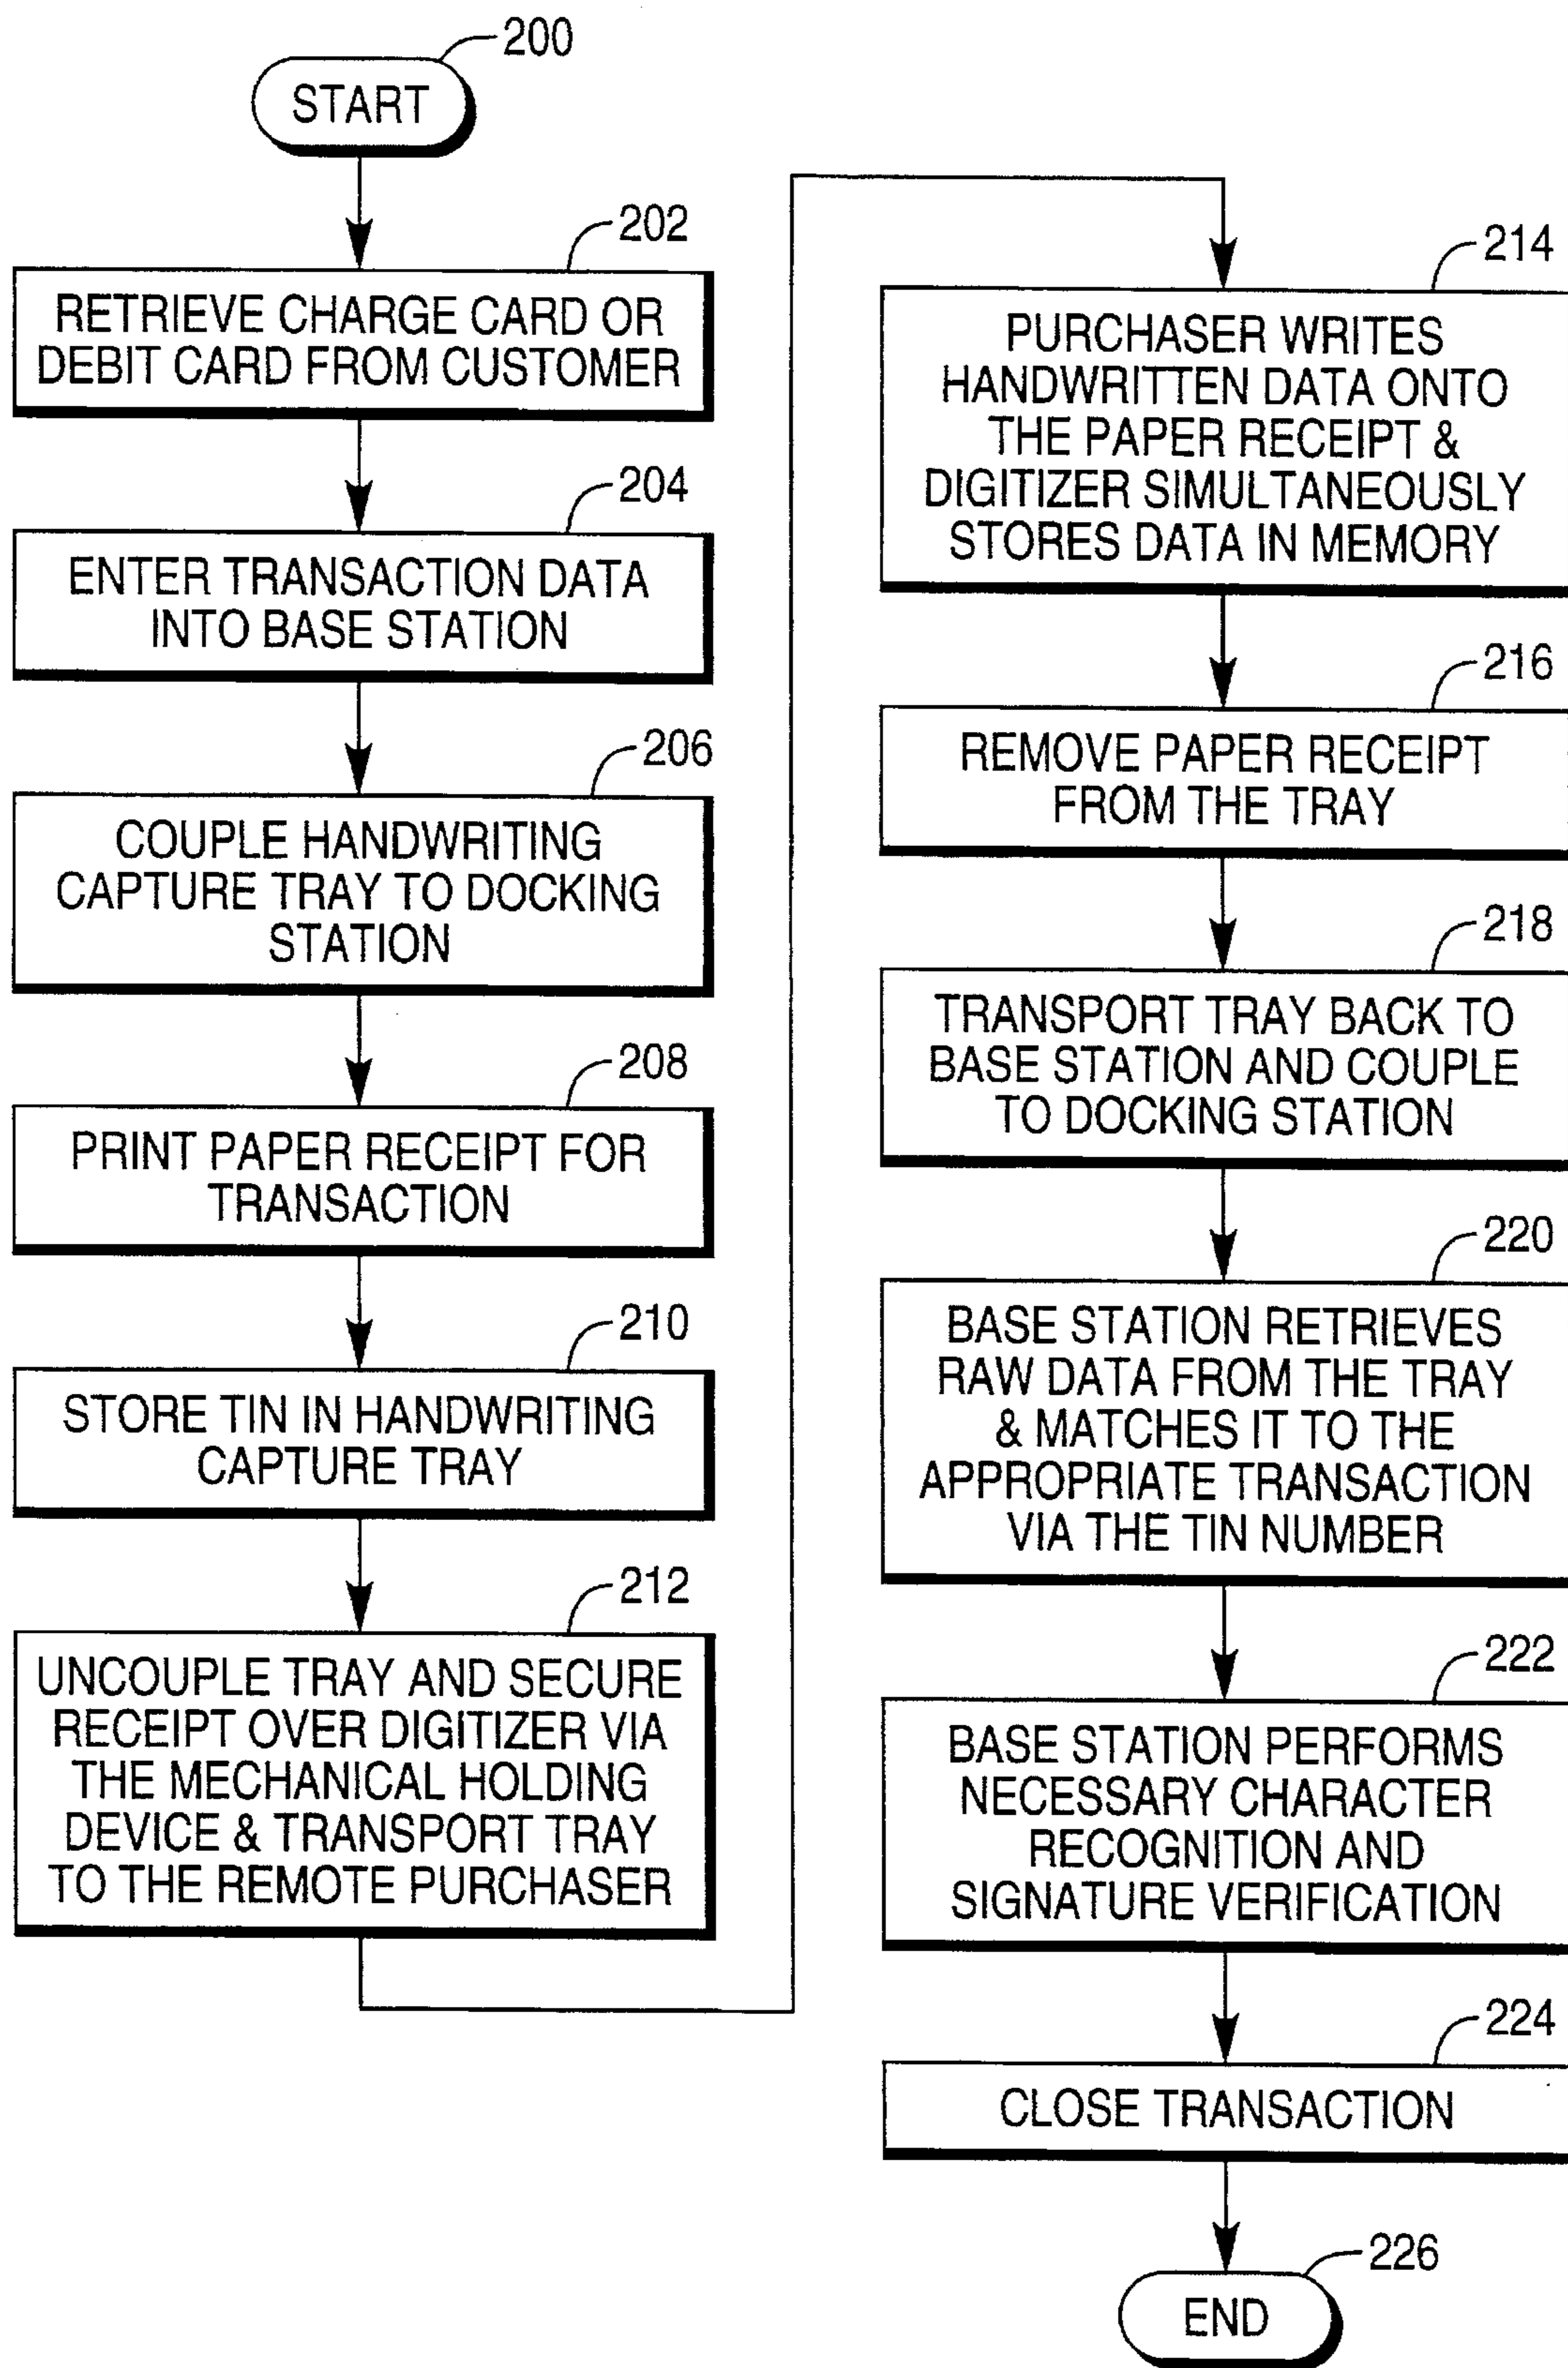 200
START
202
RETRIEVE CHARGE CARD OR
DEBIT CARD FROM CUSTOMER
204
ENTER TRANSACTION DATA
INTO BASE STATION
206
COUPLE HANDWRITING
CAPTURE TRAY TO DOCKING
STATION
208
PRINT PAPER RECEIPT FOR
TRANSACTION
210
STORE TIN IN HANDWRITING
CAPTURE TRAY
212
UNCOUPLE TRAY AND SECURE
RECEIPT OVER DIGITIZER VIA
THE MECHANICAL HOLDING
DEVICE & TRANSPORT TRAY
TO THE REMOTE PURCHASER
214
PURCHASER WRITES
HANDWRITTEN DATA ONTO
THE PAPER RECEIPT &
DIGITIZER SIMULTANEOUSLY
STORES DATA IN MEMORY
216
REMOVE PAPER RECEIPT
FROM THE TRAY
218
TRANSPORT TRAY BACK TO
BASE STATION AND COUPLE
TO DOCKING STATION
220
BASE STATION RETRIEVES
RAW DATA FROM THE TRAY
& MATCHES IT TO THE
APPROPRIATE TRANSACTION
VIA THE TIN NUMBER
222
BASE STATION PERFORMS
NECESSARY CHARACTER
RECOGNITION AND
SIGNATURE VERIFICATION
224
CLOSE TRANSACTION
226
END